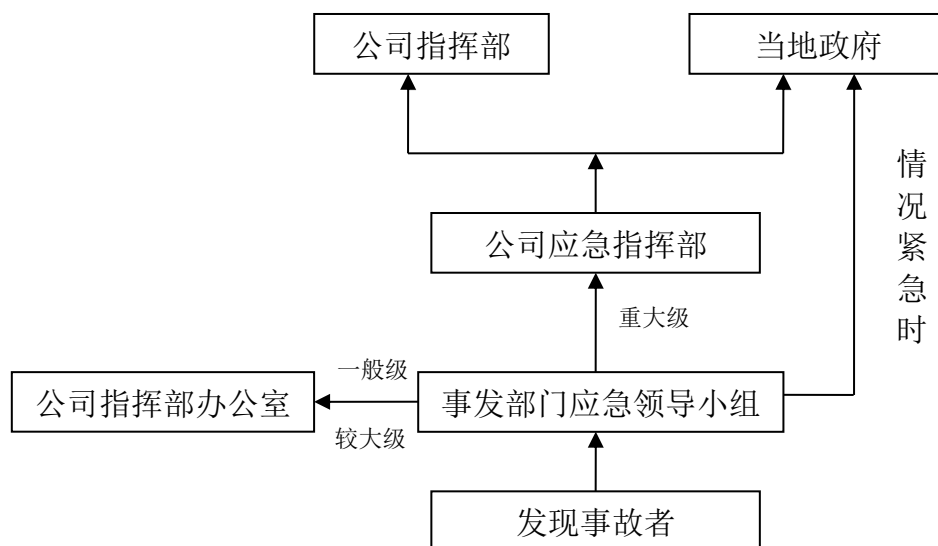 公司指挥部
当地政府
情况紧急时
公司应急指挥部
重大级
一般级
公司指挥部办公室
事发部门应急领导小组
较大级
发现事故者